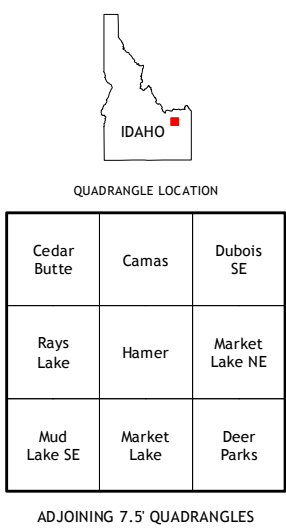 IDAHO
QUADRANGLE LOCATION
Cedar
Butte
Camas
Dubois
SE
Rays
Lake
Hamer
Market
Lake NE
Mud
Lake SE
Market
Lake
Deer
Parks
ADJOINING 7.5' QUADRANGLES